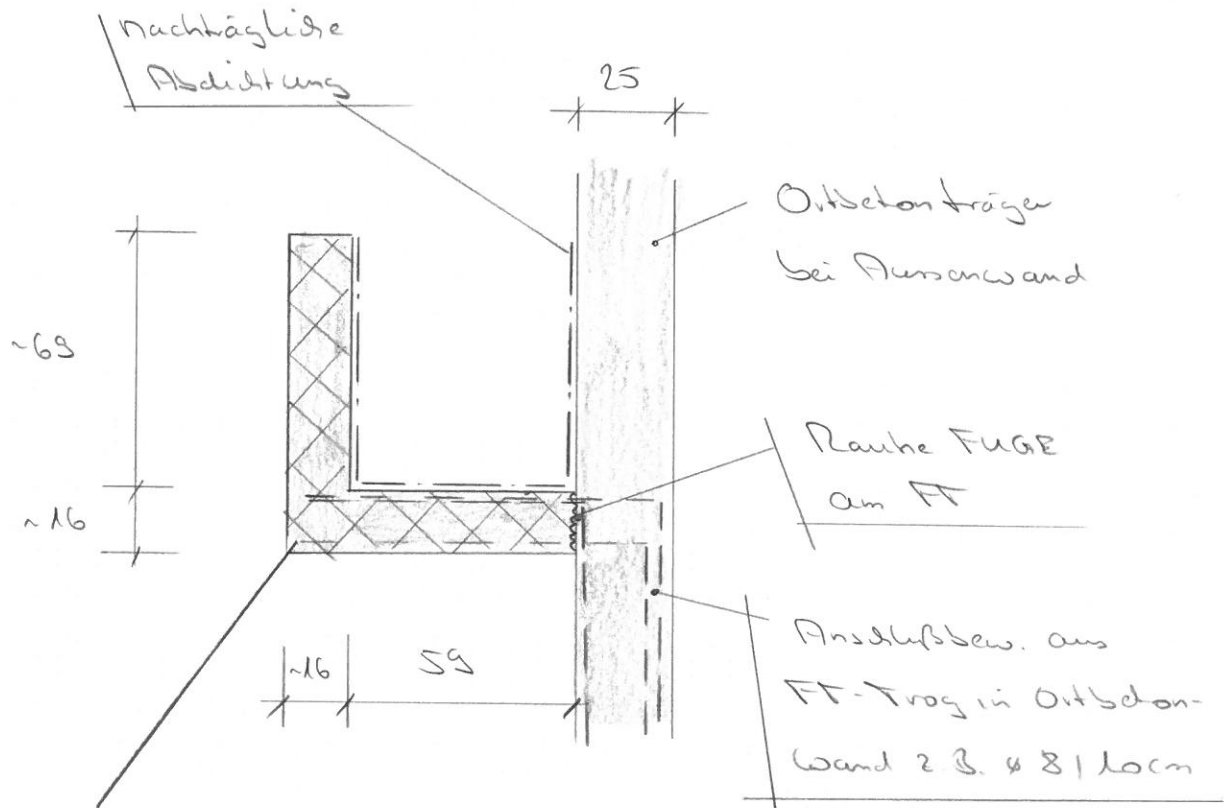 nachträgliche
Abdichtung
25
Ortbetonträger
bei Aussenwand
~69
Rauhe FUGE
am FT
~16
~16
59
Anschlußbew. aus
FT-Trog in Ortbeton-
wand z.B. ø 8/10cm